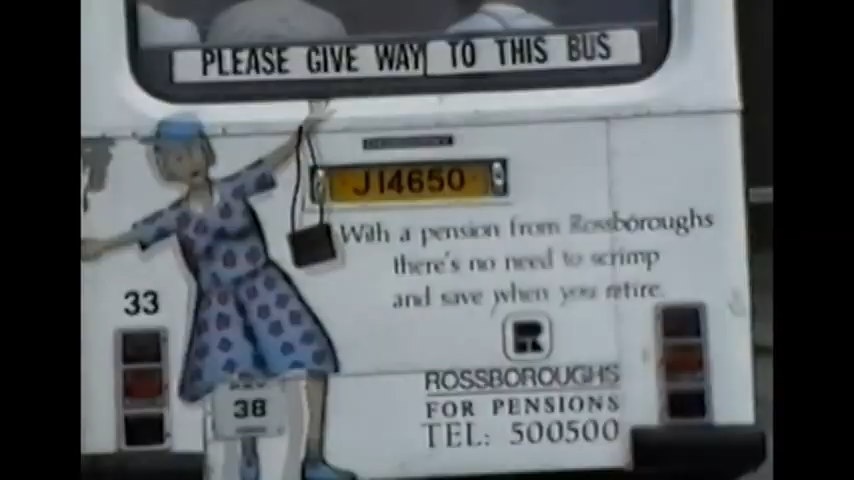 PLEASE GIVE WAY TO THIS BUS
J14650
With a pension from Rossboroughs
there's no need to scrimp
and save when you retire.
33
38
R
ROSSBOROUGHS
FOR PENSIONS
TEL: 500500